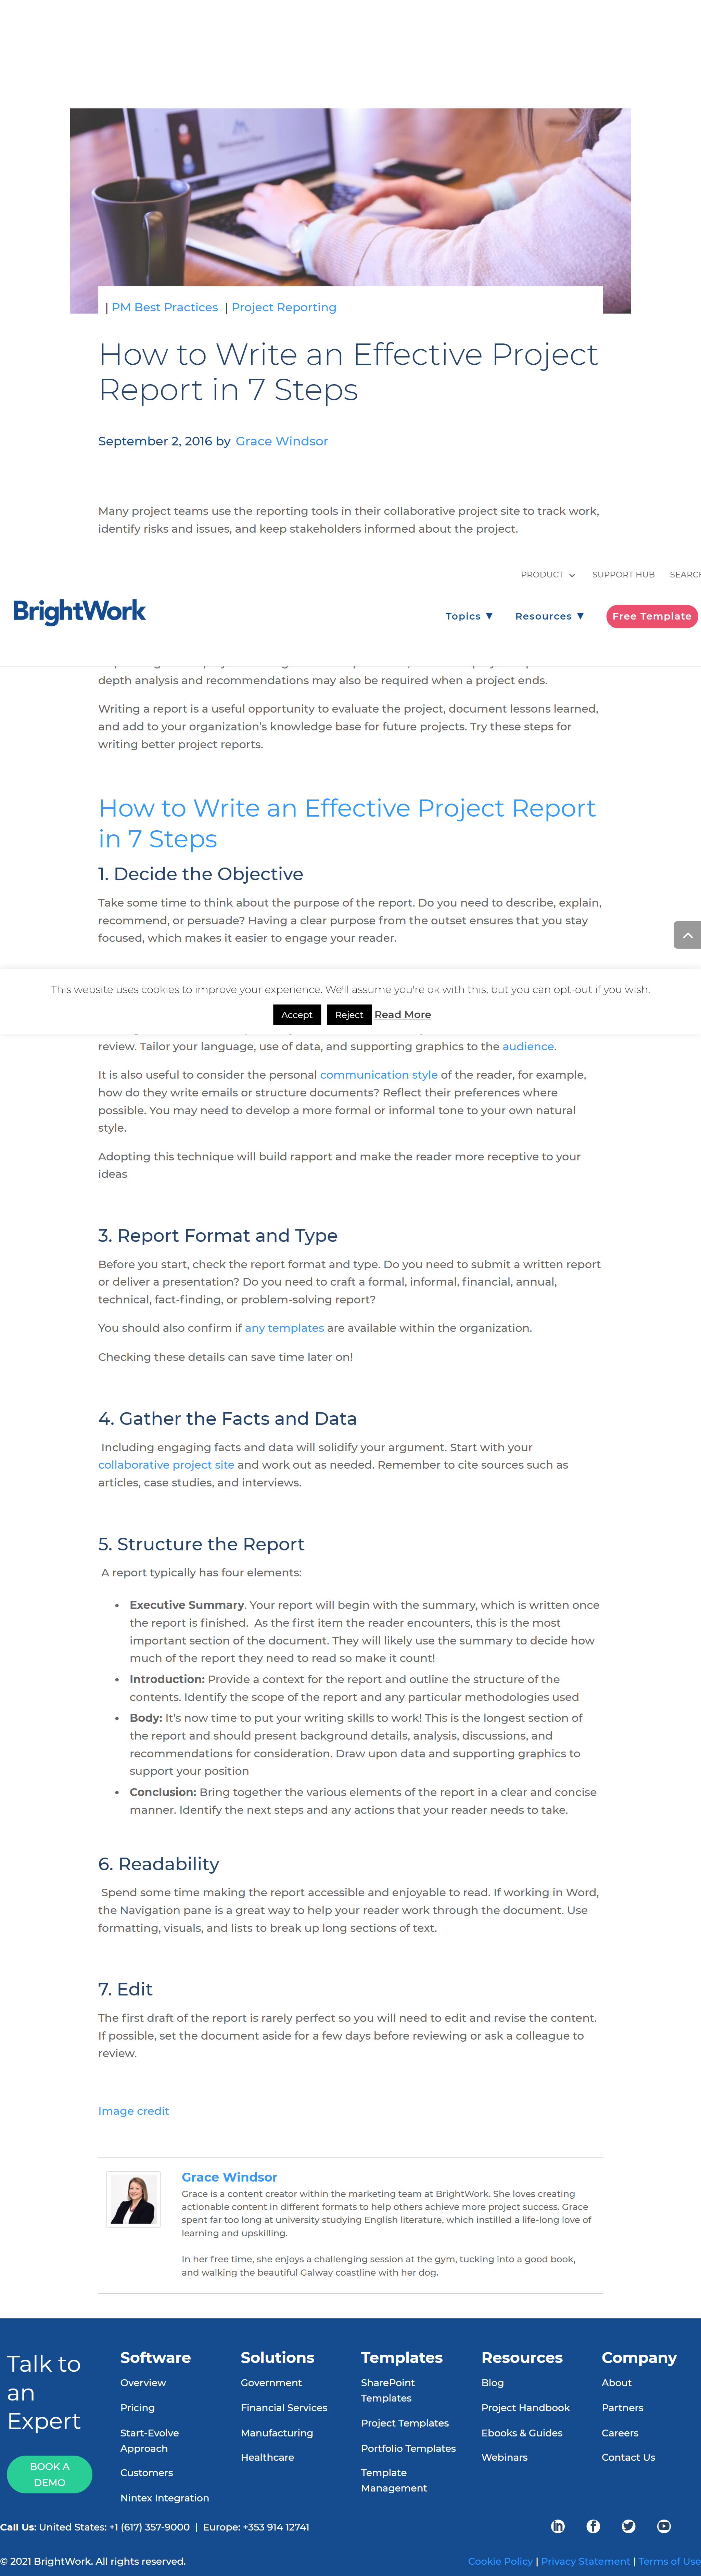 | PM Best Practices | Project Reporting
How to Write an Effective Project
Report in 7 Steps
September 2, 2016 by Grace Windsor
Many project teams use the reporting tools in their collaborative project site to track work,
identify risks and issues, and keep stakeholders informed about the project.
PRODUCT SUPPORT HUB SEARCH
BrightWork
Topics ▼ Resources ▼ Free Template
depth analysis and recommendations may also be required when a project ends.
Writing a report is a useful opportunity to evaluate the project, document lessons learned,
and add to your organization's knowledge base for future projects. Try these steps for
writing better project reports.
How to Write an Effective Project Report
in 7 Steps
1. Decide the Objective
Take some time to think about the purpose of the report. Do you need to describe, explain,
recommend, or persuade? Having a clear purpose from the outset ensures that you stay
focused, which makes it easier to engage your reader.
This website uses cookies to improve your experience. We'll assume you're ok with this, but you can opt-out if you wish.
Accept Reject Read More
review. Tailor your language, use of data, and supporting graphics to the audience.
It is also useful to consider the personal communication style of the reader, for example,
how do they write emails or structure documents? Reflect their preferences where
possible. You may need to develop a more formal or informal tone to your own natural
style.
Adopting this technique will build rapport and make the reader more receptive to your
ideas
3. Report Format and Type
Before you start, check the report format and type. Do you need to submit a written report
or deliver a presentation? Do you need to craft a formal, informal, financial, annual,
technical, fact-finding, or problem-solving report?
You should also confirm if any templates are available within the organization.
Checking these details can save time later on!
4. Gather the Facts and Data
Including engaging facts and data will solidify your argument. Start with your
collaborative project site and work out as needed. Remember to cite sources such as
articles, case studies, and interviews.
5. Structure the Report
A report typically has four elements:
• Executive Summary. Your report will begin with the summary, which is written once
the report is finished. As the first item the reader encounters, this is the most
important section of the document. They will likely use the summary to decide how
much of the report they need to read so make it count!
• Introduction: Provide a context for the report and outline the structure of the
contents. Identify the scope of the report and any particular methodologies used
• Body: It's now time to put your writing skills to work! This is the longest section of
the report and should present background details, analysis, discussions, and
recommendations for consideration. Draw upon data and supporting graphics to
support your position
• Conclusion: Bring together the various elements of the report in a clear and concise
manner. Identify the next steps and any actions that your reader needs to take.
6. Readability
Spend some time making the report accessible and enjoyable to read. If working in Word,
the Navigation pane is a great way to help your reader work through the document. Use
formatting, visuals, and lists to break up long sections of text.
7. Edit
The first draft of the report is rarely perfect so you will need to edit and revise the content.
If possible, set the document aside for a few days before reviewing or ask a colleague to
review.
Image credit
Grace Windsor
Grace is a content creator within the marketing team at BrightWork. She loves creating
actionable content in different formats to help others achieve more project success. Grace
spent far too long at university studying English literature, which instilled a life-long love of
learning and upskilling.
In her free time, she enjoys a challenging session at the gym, tucking into a good book,
and walking the beautiful Galway coastline with her dog.
Talk to
an
Expert
BOOK A
DEMO
Software
Overview
Pricing
Start-Evolve
Approach
Customers
Nintex Integration
Solutions
Government
Financial Services
Manufacturing
Healthcare
Templates
SharePoint
Templates
Project Templates
Portfolio Templates
Template
Management
Resources
Blog
Project Handbook
Ebooks & Guides
Webinars
Company
About
Partners
Careers
Contact Us
Call Us: United States: +1 (617) 357-9000 | Europe: +353 914 12741
© 2021 BrightWork. All rights reserved.
Cookie Policy | Privacy Statement | Terms of Use